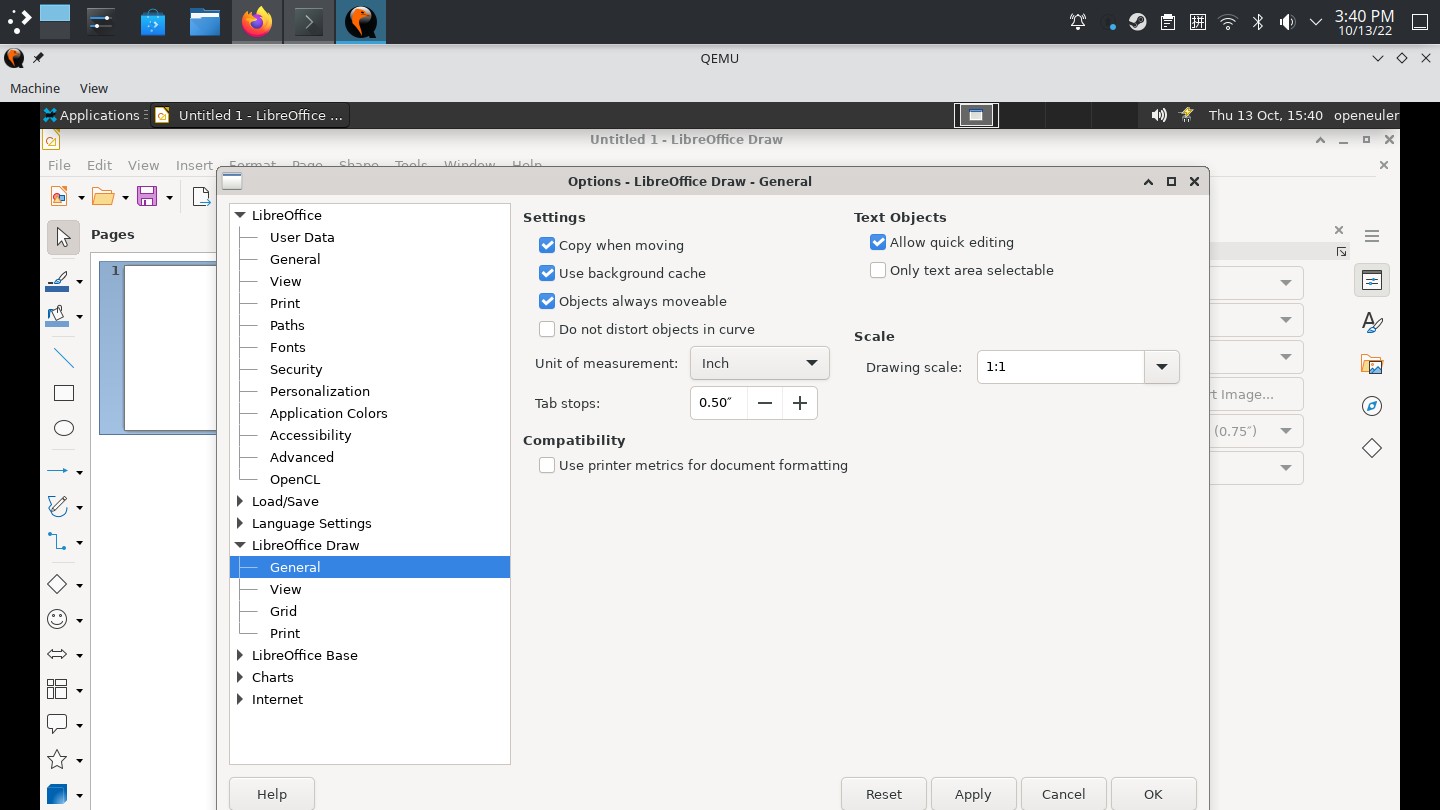 3:40 PM
10/13/22
QEMU
Machine View
Applications Untitled 1 - LibreOffice ... Thu 13 Oct, 15:40 openeuler
Untitled 1 - LibreOffice Draw
File Edit View Insert Format Page Shape Tools Window Help
Options - LibreOffice Draw - General
Pages
1
LibreOffice
User Data
General
View
Print
Paths
Fonts
Security
Personalization
Application Colors
Accessibility
Advanced
OpenCL
Load/Save
Language Settings
LibreOffice Draw
General
View
Grid
Print
LibreOffice Base
Charts
Internet
Settings
Copy when moving
Use background cache
Objects always moveable
Do not distort objects in curve
Unit of measurement: Inch
Tab stops: 0.50″
Compatibility
Use printer metrics for document formatting
Text Objects
Allow quick editing
Only text area selectable
Scale
Drawing scale: 1:1
Image...
(0.75″)
Help Reset Apply Cancel OK